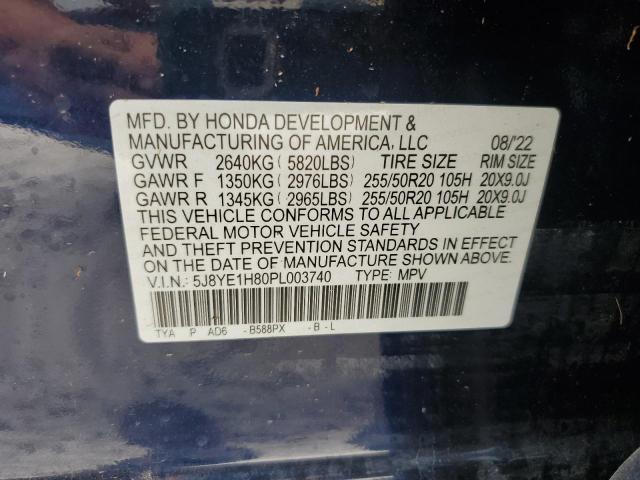 MFD. BY HONDA DEVELOPMENT &
MANUFACTURING OF AMERICA, LLC 08/'22
GVWR 2640KG ( 5820LBS) TIRE SIZE RIM SIZE
GAWR F 1350KG ( 2976LBS) 255/50R20 105H 20X9.0J
GAWR R 1345KG ( 2965LBS) 255/50R20 105H 20X9.0J
THIS VEHICLE CONFORMS TO ALL APPLICABLE
FEDERAL MOTOR VEHICLE SAFETY
AND THEFT PREVENTION STANDARDS IN EFFECT
ON THE DATE OF MANUFACTURE SHOWN ABOVE.
V.I.N.: 5J8YE1H80PL003740 TYPE: MPV
TYA P AD6 - B588PX - B - L